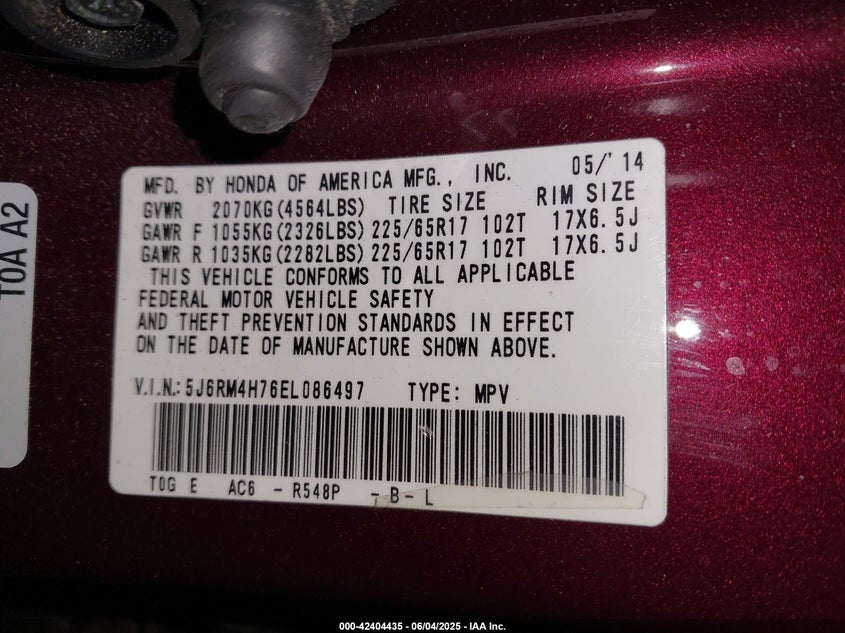 MFD. BY HONDA OF AMERICA MFG., INC. 05/'14
GVWR 2070KG(4564LBS) TIRE SIZE RIM SIZE
GAWR F 1055KG(2326LBS) 225/65R17 102T 17X6.5J
GAWR R 1035KG(2282LBS) 225/65R17 102T 17X6.5J
THIS VEHICLE CONFORMS TO ALL APPLICABLE
FEDERAL MOTOR VEHICLE SAFETY
AND THEFT PREVENTION STANDARDS IN EFFECT
ON THE DATE OF MANUFACTURE SHOWN ABOVE.
V.I.N.: 5J6RM4H76EL086497 TYPE: MPV
T0G E AC6 - R548P - B - L
T0A A2
000-42404435 - 06/04/2025 - IAA Inc.